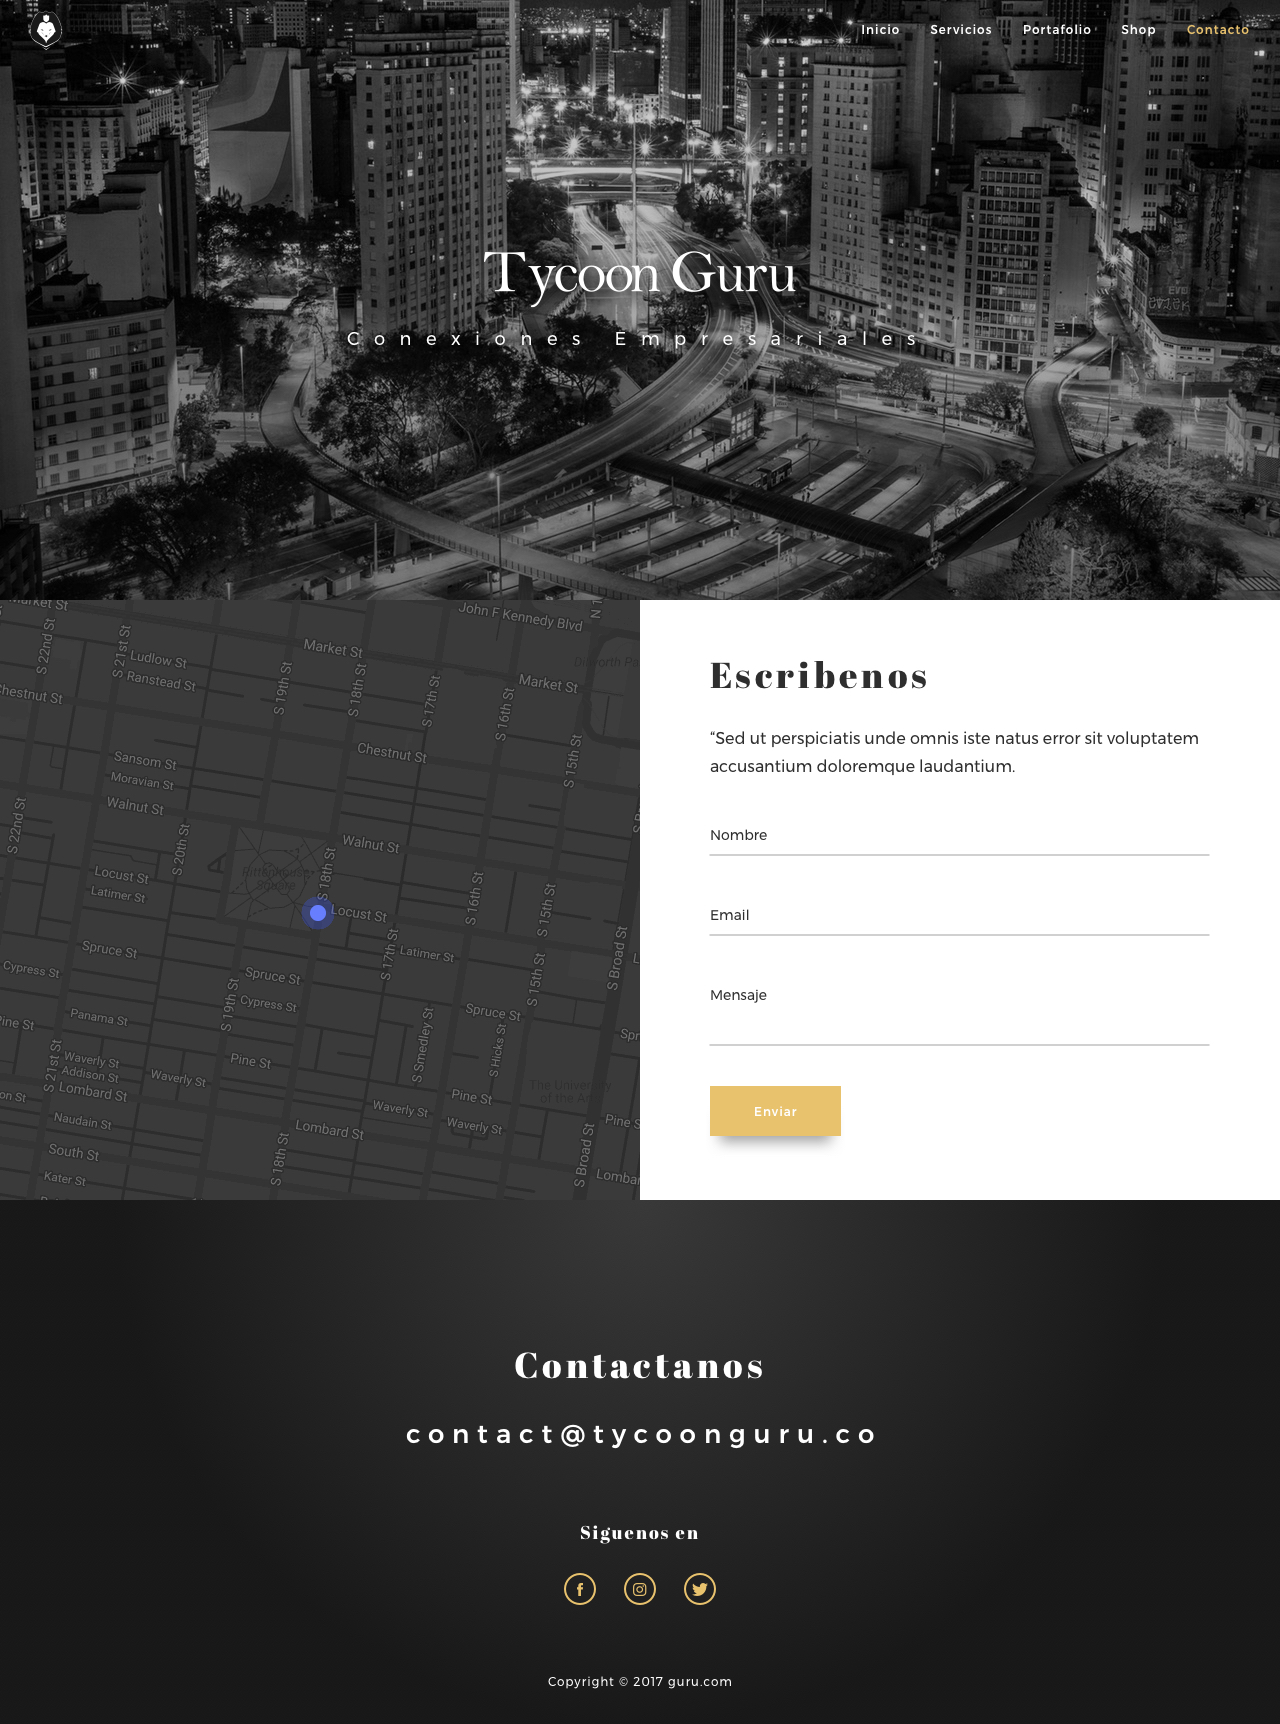 Inicio Servicios Portafolio Shop Contacto
Tycoon Guru
Conexiones Empresariales
Market St
John F Kennedy Blvd
S 22nd St
S 21st St
Ludlow St
Market St
Ranstead St
S 19th St
S 18th St
S 17th St
Market St
Chestnut St
S 16th St
Chestnut St
S 15th St
Sansom St
Moravian St
Walnut St
S 22nd St
S 20th St
Walnut St
Rittenhouse
Square
S 18th St
Locust St
Latimer St
Locust St
S 16th St
S 15th St
Spruce St
S 17th St
Latimer St
S Broad St
Cypress St
Spruce St
S 15th St
S 19th St
Cypress St
Panama St
Spruce St
Pine St
S Smedley St
S Hicks St
S 21st St
Waverly St
Addison St
Pine St
Waverly St
The University
of the Arts
Lombard St
Pine St
Waverly St
Naudain St
Lombard St
Waverly St
Pine S
South St
S 18th St
S Broad St
Kater St
Lombar
Escribenos
“Sed ut perspiciatis unde omnis iste natus error sit voluptatem
accusantium doloremque laudantium.
Nombre
Email
Mensaje
Enviar
Contactanos
contact@tycoonguru.co
Siguenos en
Copyright © 2017 guru.com